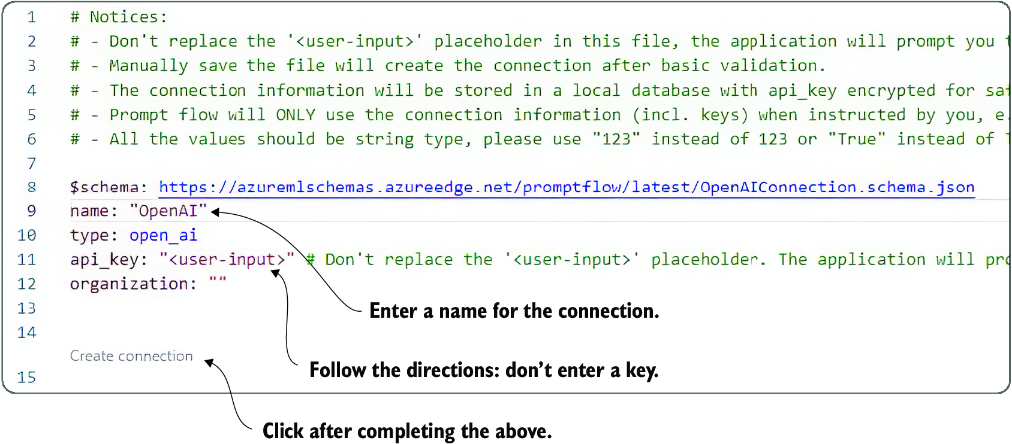 1 # Notices:
2 # - Don't replace the '<user-input>' placeholder in this file, the application will prompt you
3 # - Manually save the file will create the connection after basic validation.
4 # - The connection information will be stored in a local database with api_key encrypted for
5 # - Prompt flow will ONLY use the connection information (incl. keys) when instructed by you, e.
6 # - All the values should be string type, please use "123" instead of 123 or "True" instead of
7
8 $schema: https://azuremlschemas.azureedge.net/promptflow/latest/OpenAIConnection.schema.json
9 name: "OpenAI"
10 type: open_ai
11 api_key: "<user-input>" # Don't replace the '<user-input>' placeholder. The application will
12 organization: ""
13
Enter a name for the connection.
14
Create connection
Follow the directions: don't enter a key.
15
Click after completing the above.